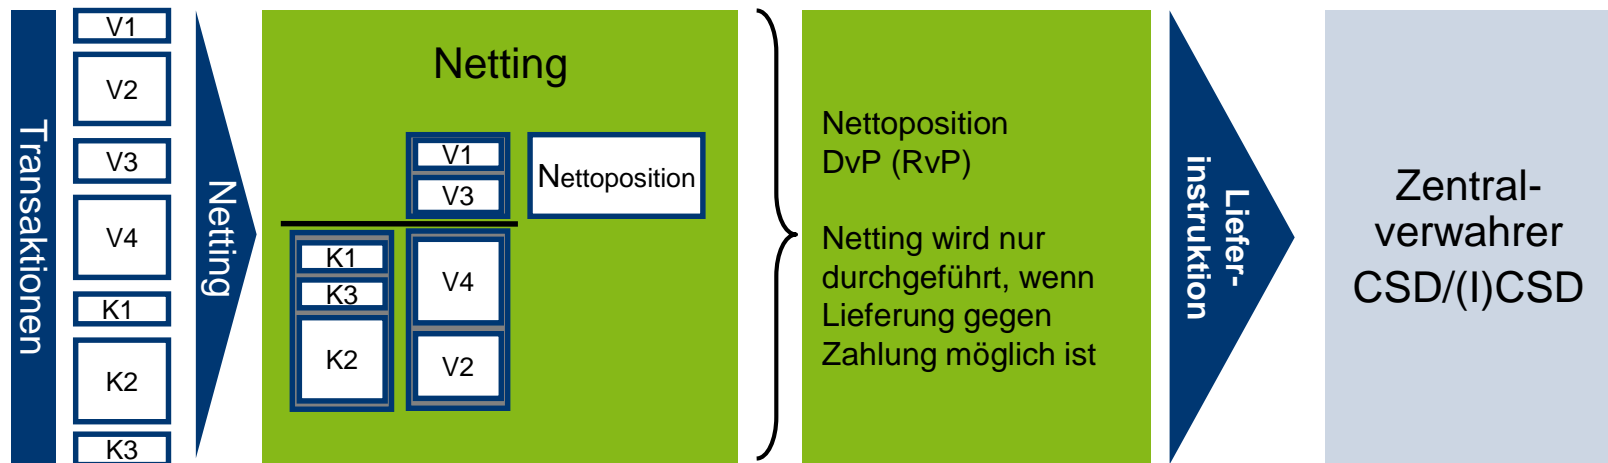 Transaktionen
V1
V2
V3
V4
K1
K2
K3
Netting
Netting
V1
V3
Nettoposition
K1
K3
K2
V4
V2
Nettoposition
DvP (RvP)
Netting wird nur
durchgeführt, wenn
Lieferung gegen
Zahlung möglich ist
Liefer-
instruktion
Zentral-
verwahrer
CSD/(I)CSD